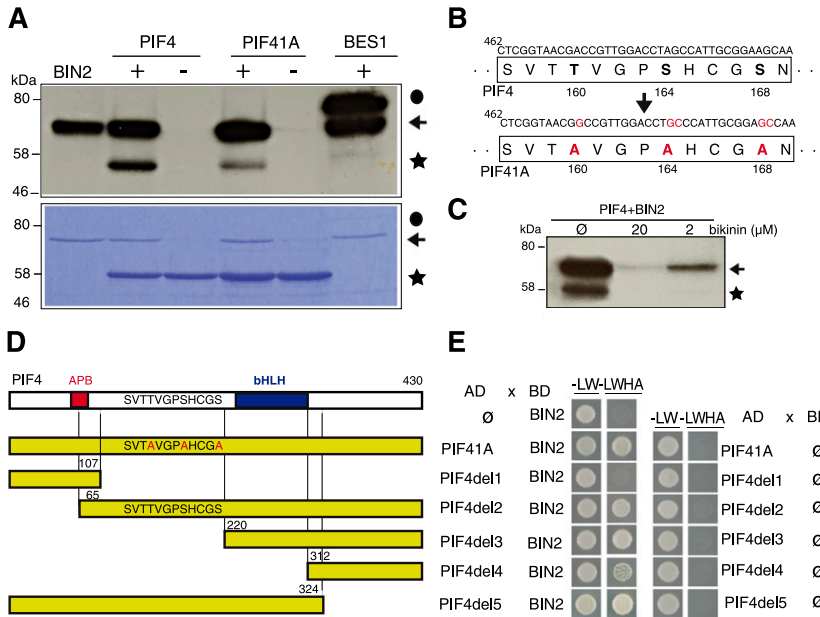 A
PIF4 PIF41A BES1
kDa BIN2 + - + - +
80
58
46
80
58
46
B
462
CTCGGTAACGACCGTTGGACCTAGCCATTGCGGAAGCAA
· · S V T T V G P S H C G S N · ·
PIF4 160 164 168
462
CTCGGTAACGGCCGTTGGACCTGCCCATTGCGGAGCCAA
· · S V T A V G P A H C G A N · ·
PIF41A 160 164 168
C
PIF4+BIN2
kDa Ø 20 2 bikinin (µM)
80
58
D
PIF4 APB bHLH 430
SVTTVGPSHCGS
SVTAVGPAHCGA
107
65
SVTTVGPSHCGS
220
312
324
E
AD x BD -LW -LWHA
Ø BIN2 -LW -LWHA AD x B
PIF41A BIN2 PIF41A Ø
PIF4del1 BIN2 PIF4del1 Ø
PIF4del2 BIN2 PIF4del2 Ø
PIF4del3 BIN2 PIF4del3 Ø
PIF4del4 BIN2 PIF4del4 Ø
PIF4del5 BIN2 PIF4del5 Ø